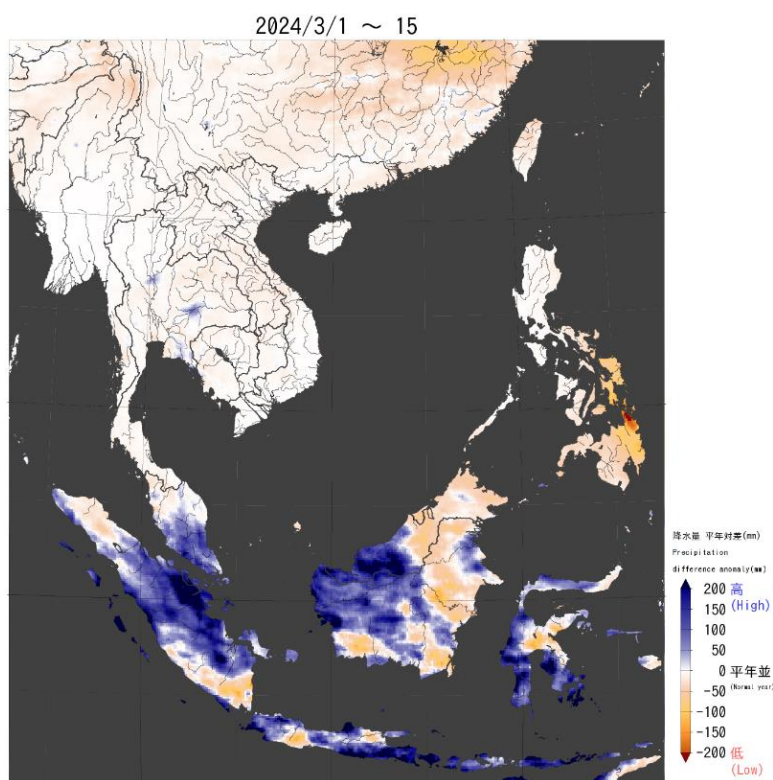 2024/3/1 ～ 15
降水量 平年対差(mm)
Precipitation
difference anomaly(mm)
200 高
(High)
150
100
50
0 平年並
(Normal year)
-50
-100
-150
-200 低
(Low)